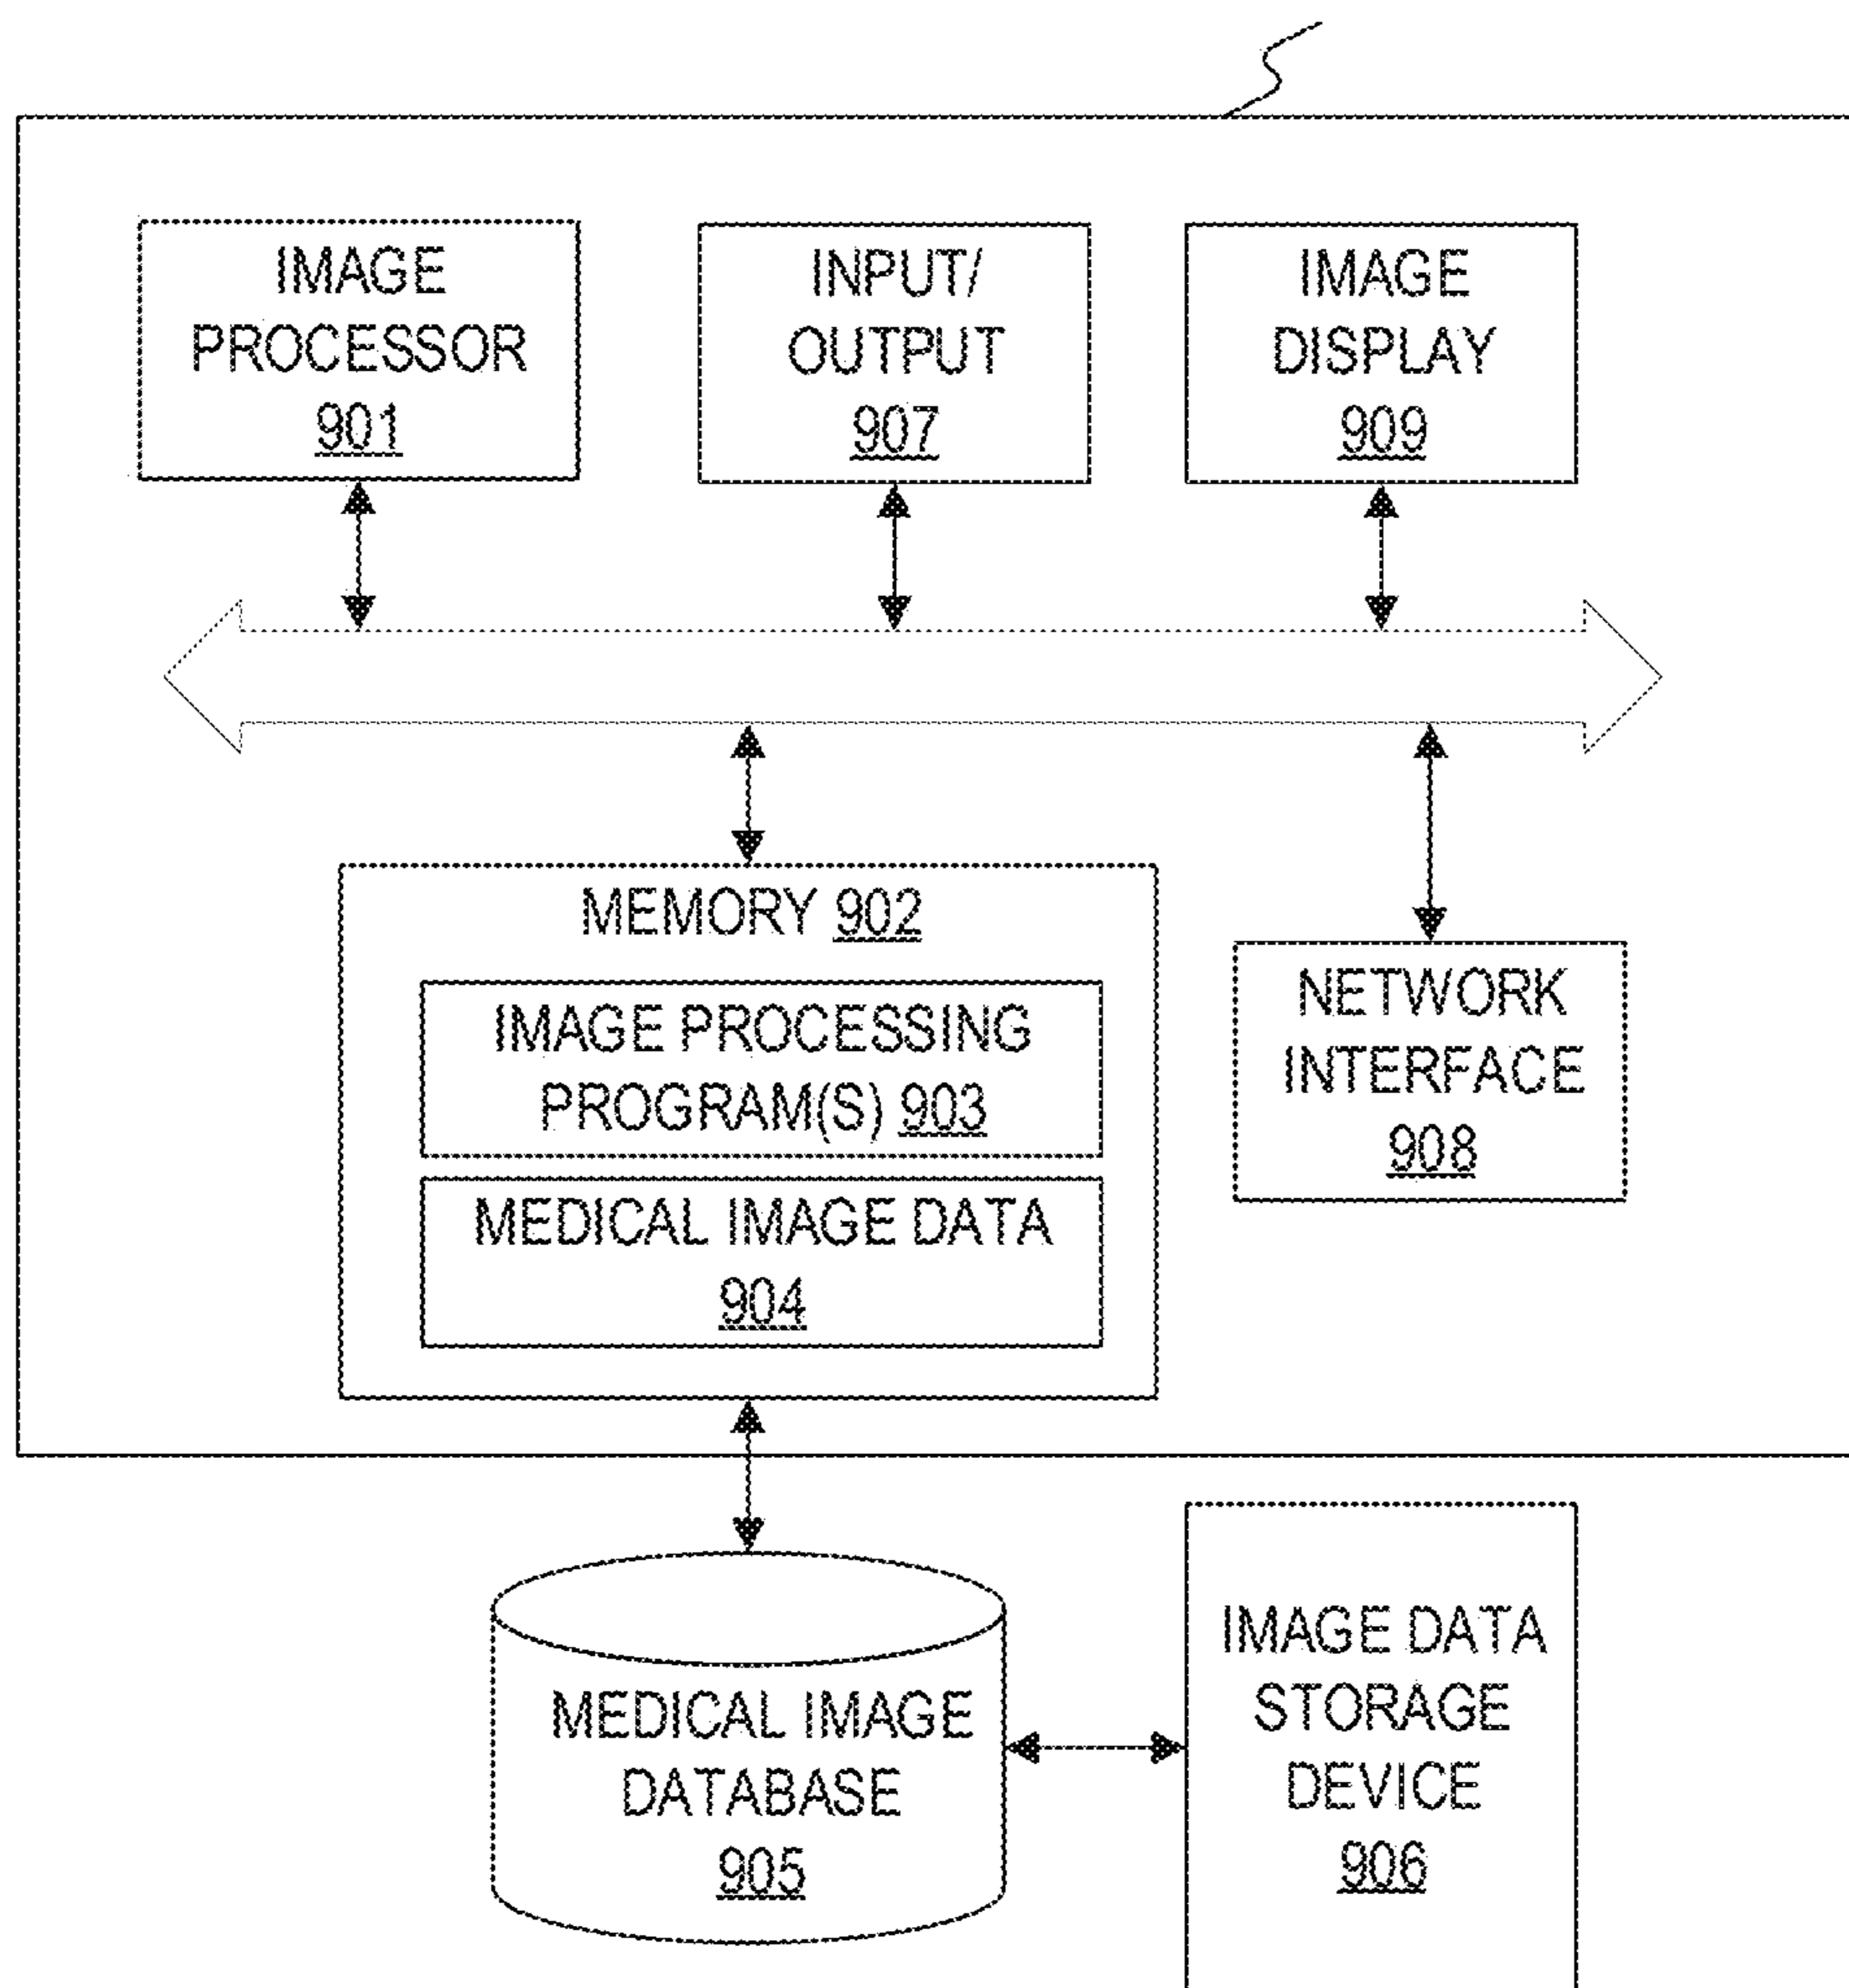 IMAGE
PROCESSOR
901
INPUT/
OUTPUT
907
IMAGE
DISPLAY
909
MEMORY 902
IMAGE PROCESSING
PROGRAM(S) 903
MEDICAL IMAGE DATA
904
NETWORK
INTERFACE
908
MEDICAL IMAGE
DATABASE
905
IMAGE DATA
STORAGE
DEVICE
906